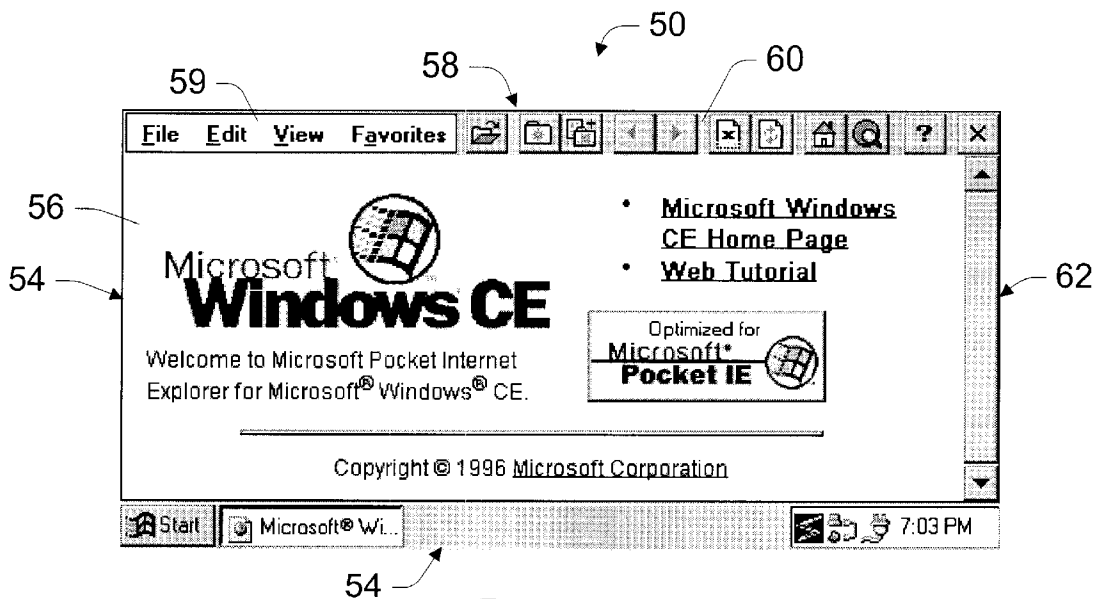 50
58
60
59
File Edit View Favorites ? X
56
Microsoft Windows
CE Home Page
Web Tutorial
54
62
Microsoft
Windows CE
Optimized for
Microsoft
Pocket IE
Welcome to Microsoft Pocket Internet
Explorer for Microsoft® Windows® CE.
Copyright © 1996 Microsoft Corporation
Start Microsoft® Wi... 7:03 PM
54